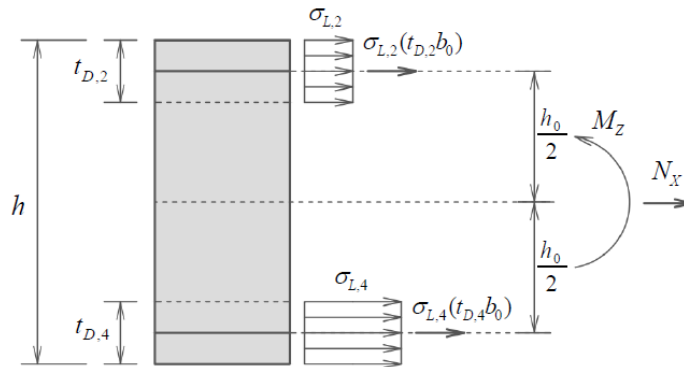 σ_{L,2}
σ_{L,2}(t_{D,2}b_0)
t_{D,2}
h_0/2
M_Z
N_X
h
h_0/2
σ_{L,4}
σ_{L,4}(t_{D,4}b_0)
t_{D,4}